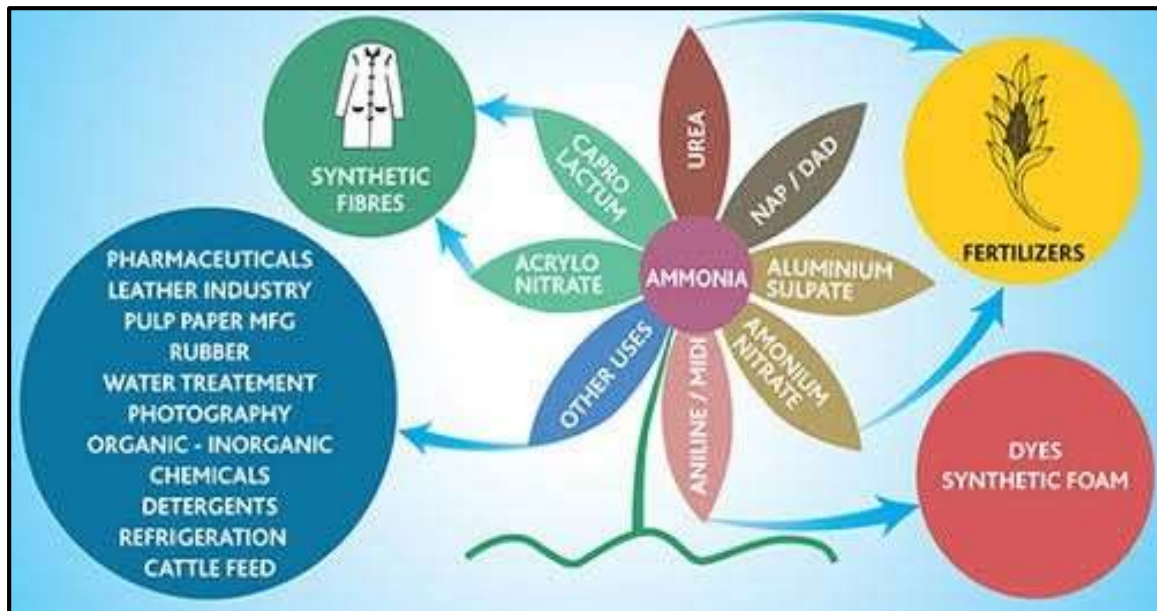 SYNTHETIC
FIBRES
CAPRO
LACTUM
UREA
NAP / DAD
FERTILIZERS
ACRYLO
NITRATE
AMMONIA
ALUMINIUM
SULPATE
OTHER USES
ANILINE / MIDI
AMONIUM
NITRATE
PHARMACEUTICALS
LEATHER INDUSTRY
PULP PAPER MFG
RUBBER
WATER TREATEMENT
PHOTOGRAPHY
ORGANIC - INORGANIC
CHEMICALS
DETERGENTS
REFRIGERATION
CATTLE FEED
DYES
SYNTHETIC FOAM